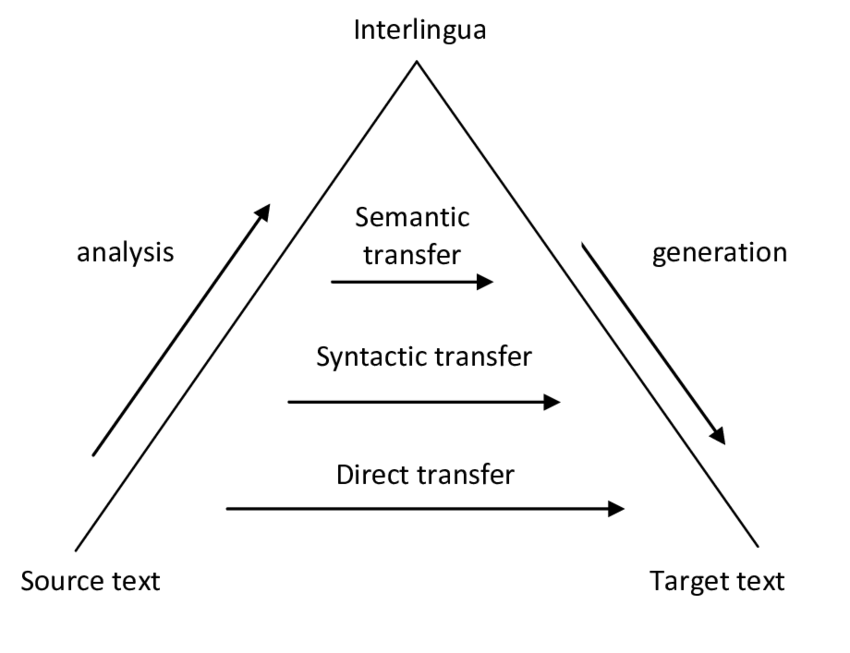 Interlingua
Semantic
transfer
analysis
generation
Syntactic transfer
Direct transfer
Source text
Target text